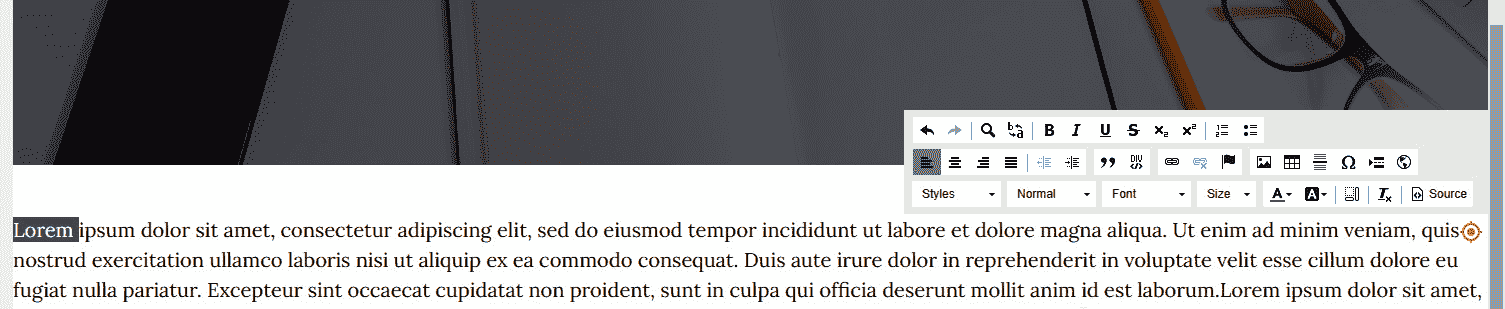 Styles Normal Font Size Source
Lorem ipsum dolor sit amet, consectetur adipiscing elit, sed do eiusmod tempor incididunt ut labore et dolore magna aliqua. Ut enim ad minim veniam, quis
nostrud exercitation ullamco laboris nisi ut aliquip ex ea commodo consequat. Duis aute irure dolor in reprehenderit in voluptate velit esse cillum dolore eu
fugiat nulla pariatur. Excepteur sint occaecat cupidatat non proident, sunt in culpa qui officia deserunt mollit anim id est laborum.Lorem ipsum dolor sit amet,